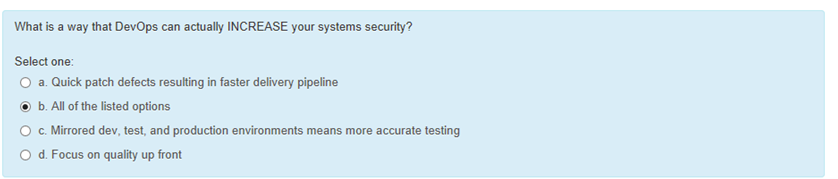 What is a way that DevOps can actually INCREASE your systems security?
Select one:
a. Quick patch defects resulting in faster delivery pipeline
b. All of the listed options
c. Mirrored dev, test, and production environments means more accurate testing
d. Focus on quality up front